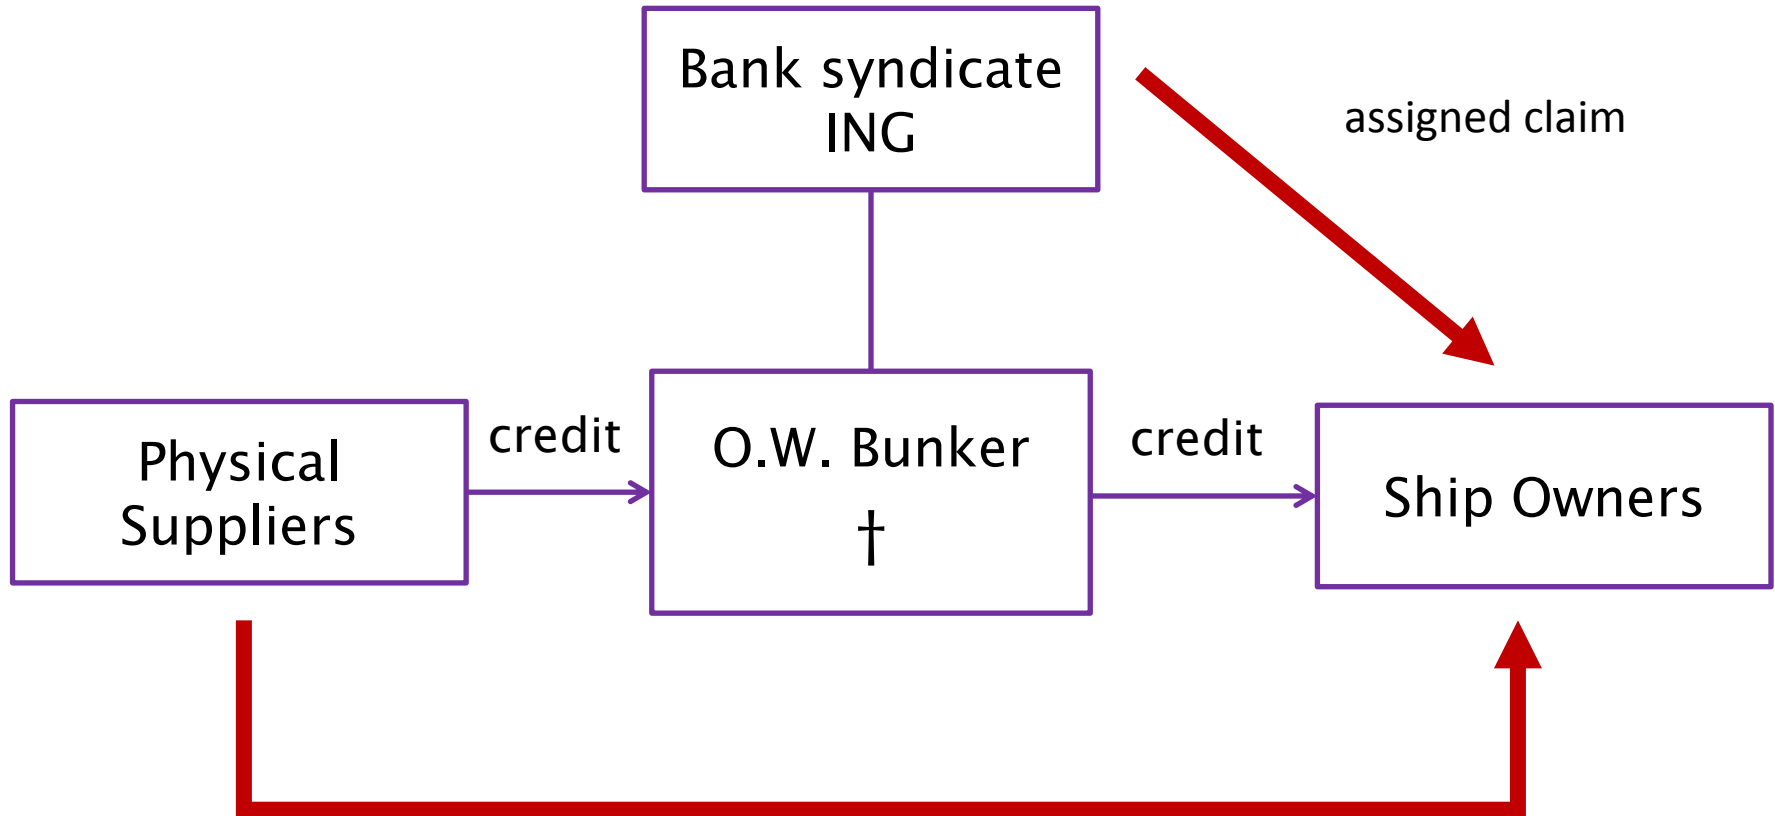 Bank syndicate
ING
assigned claim
Physical
Suppliers
credit
O.W. Bunker
†
credit
Ship Owners